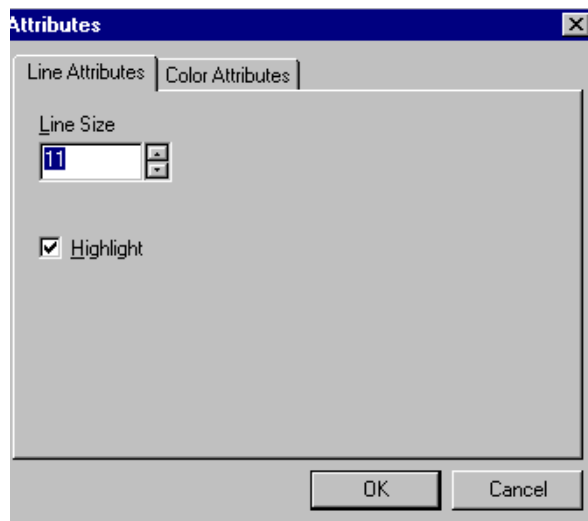 Attributes
Line Attributes Color Attributes
Line Size
11
Highlight
OK Cancel